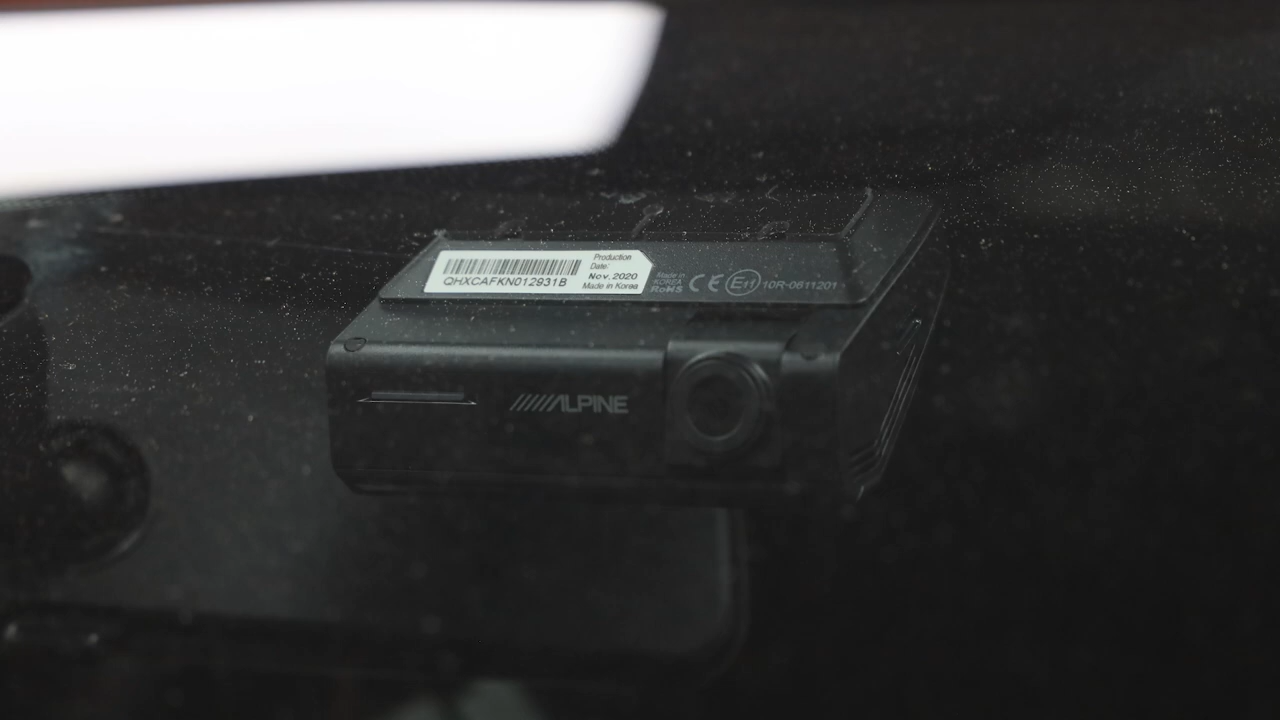 Production
Date:
Nov.2020
QHXCAFKN012931B
Made in Korea
Made in
KOREA
RoHS
CE
E11
10R-0611201
ALPINE